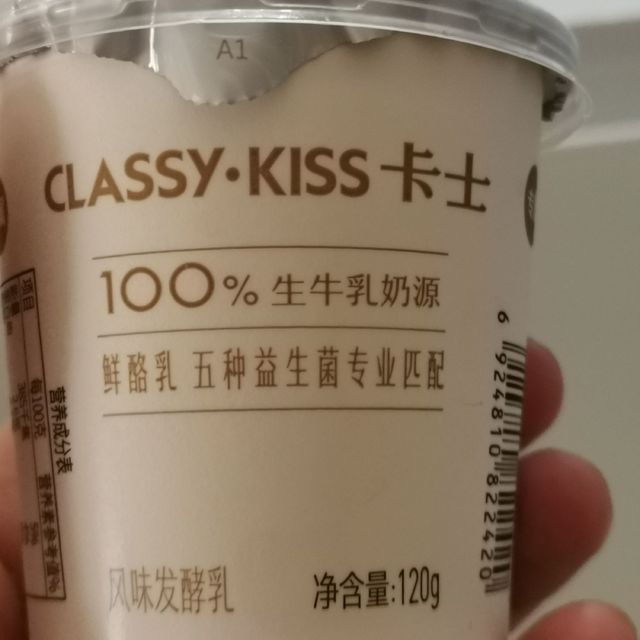 A1
CLASSY·KISS 卡士
100% 生牛乳奶源
鲜酪乳 五种益生菌专业匹配
风味发酵乳
净含量:120g
营养成分表
项目
每100克
营养素参考值%
6 924810 822420